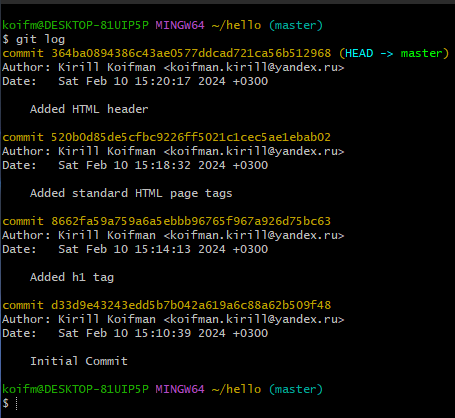 koifm@DESKTOP-81UIP5P MINGW64 ~/hello (master)
$ git log
commit 364ba0894386c43ae0577ddcad721ca56b512968 (HEAD -> master)
Author: Kirill Koifman <koifman.kirill@yandex.ru>
Date:   Sat Feb 10 15:20:17 2024 +0300
Added HTML header
commit 520b0d85de5cfbc9226ff5021c1cec5ae1ebab02
Author: Kirill Koifman <koifman.kirill@yandex.ru>
Date:   Sat Feb 10 15:18:32 2024 +0300
Added standard HTML page tags
commit 8662fa59a759a6a5ebbb96765f967a926d75bc63
Author: Kirill Koifman <koifman.kirill@yandex.ru>
Date:   Sat Feb 10 15:14:13 2024 +0300
Added h1 tag
commit d33d9e43243edd5b7b042a619a6c88a62b509f48
Author: Kirill Koifman <koifman.kirill@yandex.ru>
Date:   Sat Feb 10 15:10:39 2024 +0300
Initial Commit
koifm@DESKTOP-81UIP5P MINGW64 ~/hello (master)
$